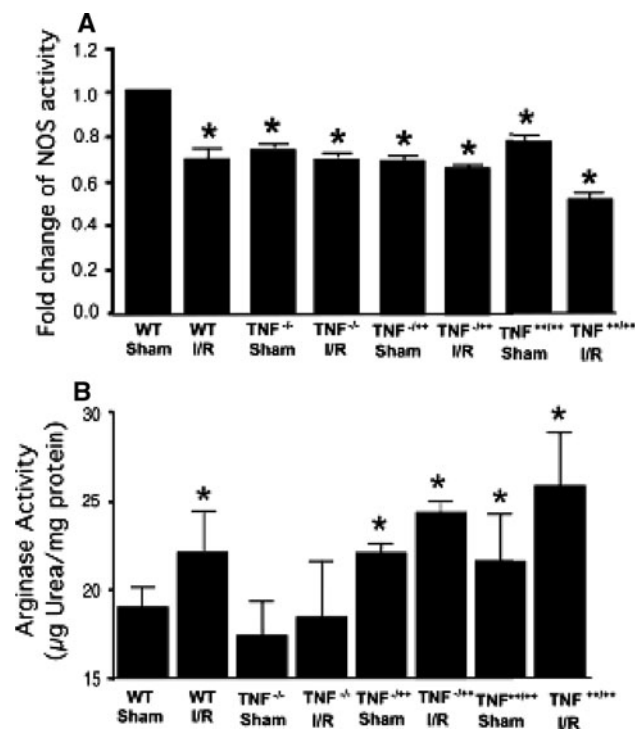 A
Fold change of NOS activity
1.2
1.0
0.8
0.6
0.4
0.2
0.0
* * * * * * *
WT Sham
WT I/R
TNF-/- Sham
TNF-/- I/R
TNF-/++ Sham
TNF-/++ I/R
TNF++/++ Sham
TNF++/++ I/R
B
Arginase Activity
(µg Urea/mg protein)
30
25
20
15
* * * * *
WT Sham
WT I/R
TNF-/- Sham
TNF-/- I/R
TNF-/++ Sham
TNF-/++ I/R
TNF++/++ Sham
TNF++/++ I/R